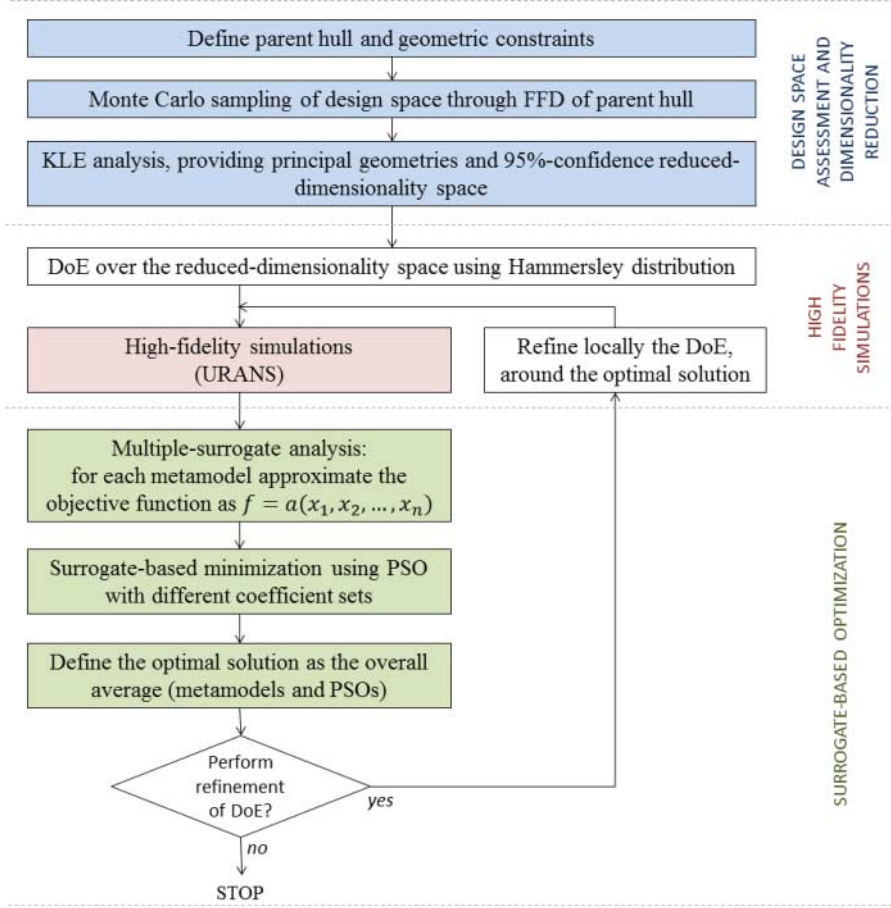 Define parent hull and geometric constraints
Monte Carlo sampling of design space through FFD of parent hull
KLE analysis, providing principal geometries and 95%-confidence reduced-
dimensionality space
DESIGN SPACE
ASSESSMENT AND
DIMENSIONALITY
REDUCTION
DoE over the reduced-dimensionality space using Hammersley distribution
High-fidelity simulations
(URANS)
Refine locally the DoE,
around the optimal solution
HIGH
FIDELITY
SIMULATIONS
Multiple-surrogate analysis:
for each metamodel approximate the
objective function as f = a(x₁, x₂, ..., xₙ)
Surrogate-based minimization using PSO
with different coefficient sets
Define the optimal solution as the overall
average (metamodels and PSOs)
Perform
refinement
of DoE?
yes
no
STOP
SURROGATE-BASED OPTIMIZATION